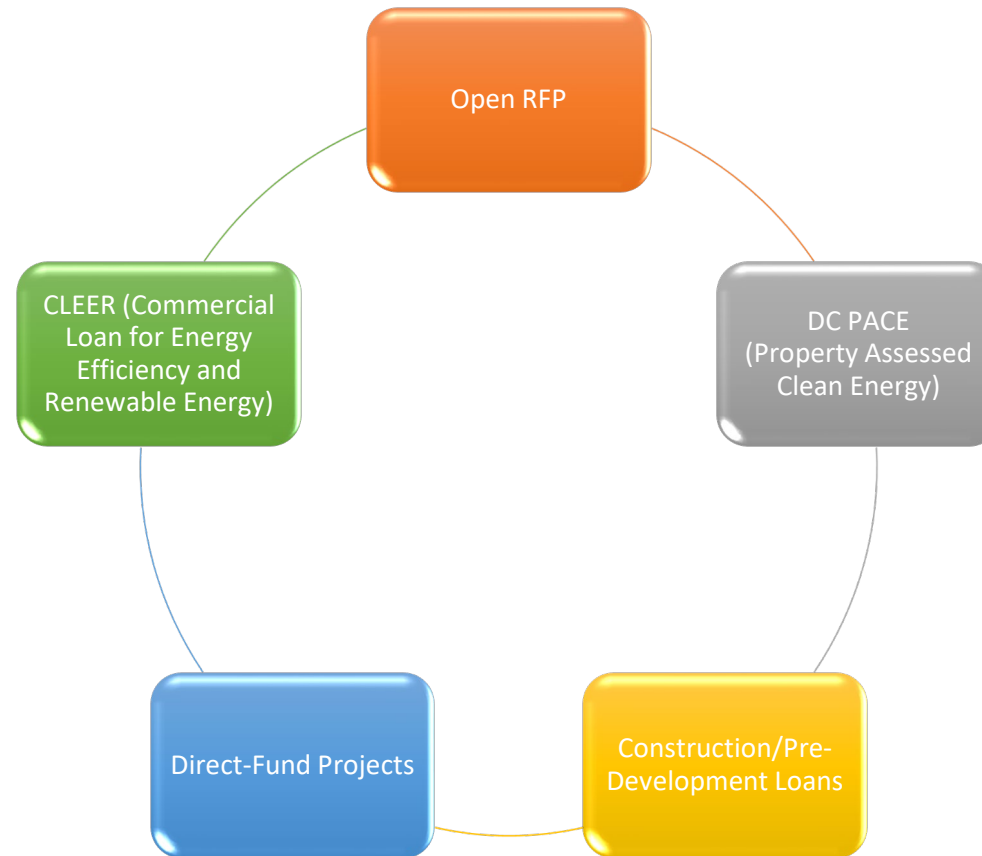 Open RFP
CLEER (Commercial
Loan for Energy
Efficiency and
Renewable Energy)
DC PACE
(Property Assessed
Clean Energy)
Direct-Fund Projects
Construction/Pre-
Development Loans